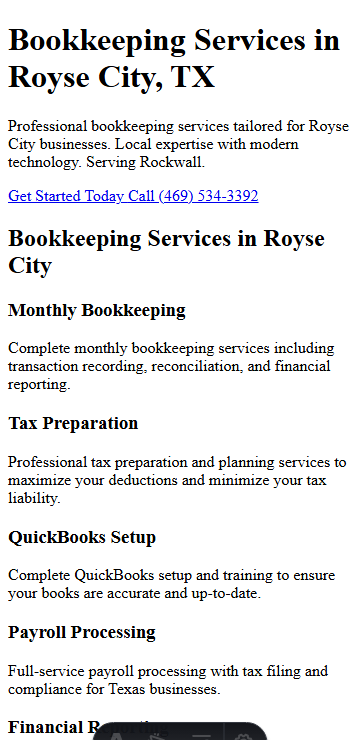 Bookkeeping Services in
Royse City, TX
Professional bookkeeping services tailored for Royse
City businesses. Local expertise with modern
technology. Serving Rockwall.
Get Started Today Call (469) 534-3392
Bookkeeping Services in Royse
City
Monthly Bookkeeping
Complete monthly bookkeeping services including
transaction recording, reconciliation, and financial
reporting.
Tax Preparation
Professional tax preparation and planning services to
maximize your deductions and minimize your tax
liability.
QuickBooks Setup
Complete QuickBooks setup and training to ensure
your books are accurate and up-to-date.
Payroll Processing
Full-service payroll processing with tax filing and
compliance for Texas businesses.
Financial